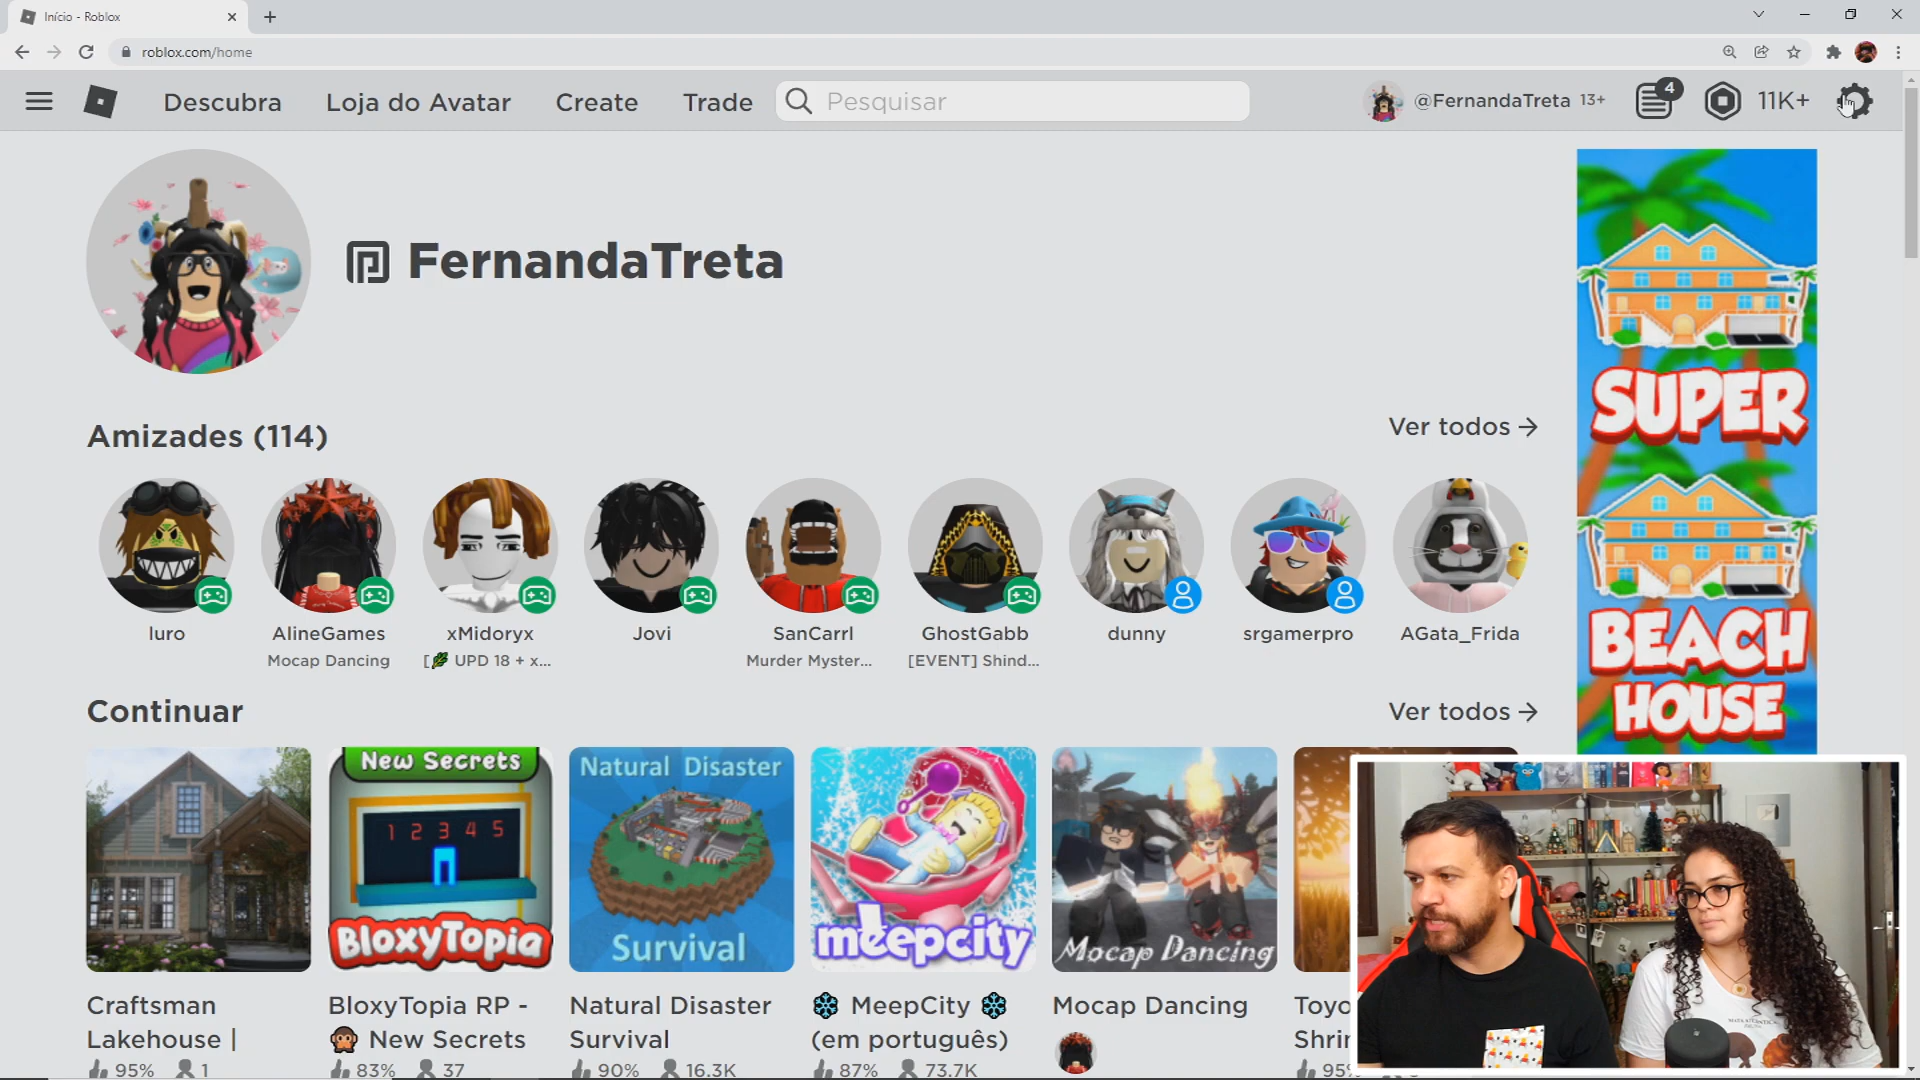 Início - Roblox
roblox.com/home
Descubra
Loja do Avatar
Create
Trade
Pesquisar
@FernandaTreta 13+
4
11K+
FernandaTreta
Amizades (114)
Ver todos →
luro
AlineGames
Mocap Dancing
xMidoryx
[ UPD 18 + x...
Jovi
SanCarrl
Murder Myster...
GhostGabb
[EVENT] Shind...
dunny
srgamerpro
AGata_Frida
SUPER
BEACH
HOUSE
Continuar
Ver todos →
New Secrets
1 2 3 4 5
BloxyTopia
Natural Disaster
Survival
meepcity
Mocap Dancing
Craftsman
Lakehouse |
95% 1
BloxyTopia RP -
🙊 New Secrets
83% 37
Natural Disaster
Survival
90% 16.3K
❄ MeepCity ❄
(em português)
87% 73.7K
Mocap Dancing
Toyo
Shrir
95%